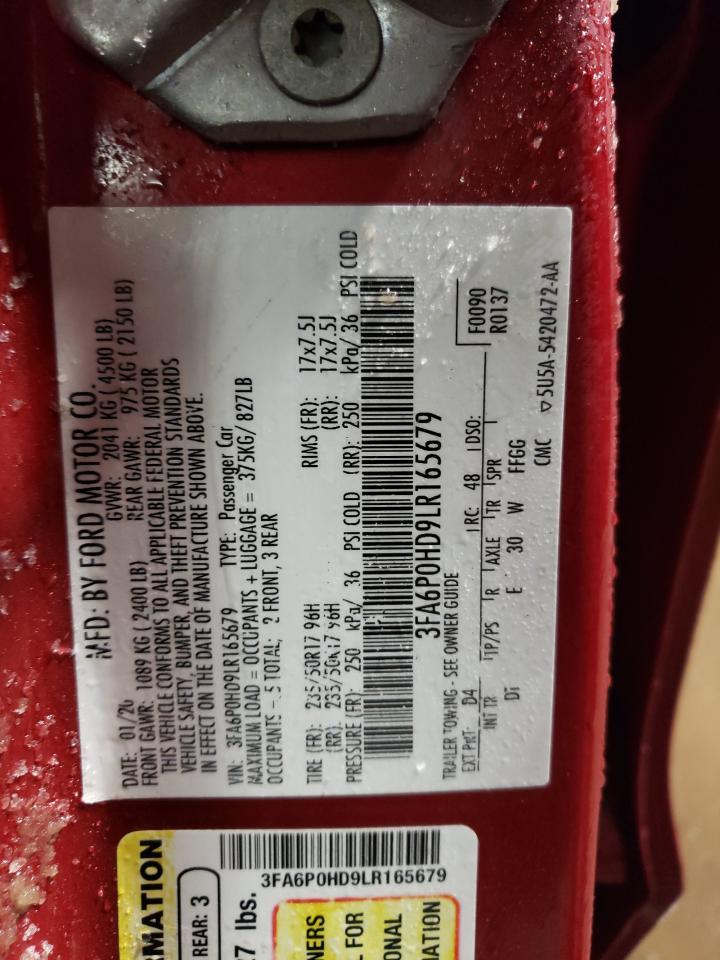 MFD: BY FORD MOTOR CO.
DATE: 01/20 GVWR: 2041 KG ( 4500 LB)
FRONT GAWR: 1089 KG ( 2400 LB) REAR GAWR: 975 KG ( 2150 LB)
THIS VEHICLE CONFORMS TO ALL APPLICABLE FEDERAL MOTOR
VEHICLE SAFETY, BUMPER, AND THEFT PREVENTION STANDARDS
IN EFFECT ON THE DATE OF MANUFACTURE SHOWN ABOVE.
VIN: 3FA6P0HD9LR165679 TYPE: Passenger Car
MAXIMUM LOAD = OCCUPANTS + LUGGAGE = 375KG/ 827LB
OCCUPANTS - 5 TOTAL, 2 FRONT, 3 REAR
TIRE (FR): 235/50R17 96H RIMS (FR): 17x7.5J
(RR): 235/50R17 96H (RR): 17x7.5J
PRESSURE (FR): 250 kPa/ 36 PSI COLD (RR): 250 kPa/ 36 PSI COLD
3FA6P0HD9LR165679
F0090
R0137
TRAILER TOWING - SEE OWNER GUIDE
EXT PNT: D4 RC: 48 DSO:
INT TR TP/PS R AXLE TR SPR
DT E 30 W FFGG
CMC ▽5U5A-5420472-AA
RMATION
REAR: 3
27 lbs.
3FA6P0HD9LR165679
NERS
L FOR
ONAL
MATION